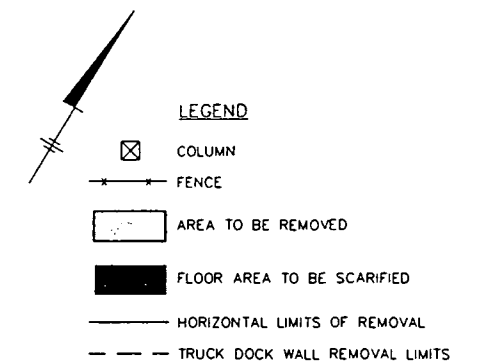 LEGEND
COLUMN
FENCE
AREA TO BE REMOVED
FLOOR AREA TO BE SCARIFIED
HORIZONTAL LIMITS OF REMOVAL
TRUCK DOCK WALL REMOVAL LIMITS